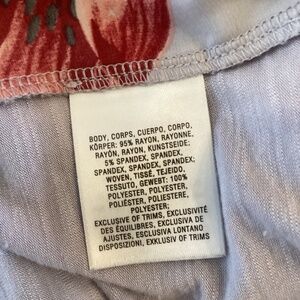 BODY, CORPS, CUERPO, CORPO,
KÖRPER: 95% RAYON, RAYONNE,
RAYÓN, RAYON, KUNSTSEIDE;
5% SPANDEX, SPANDEX,
SPANDEX, SPANDEX, SPANDEX;
WOVEN, TISSÉ, TEJIDO,
TESSUTO, GEWEBT: 100%
POLYESTER, POLYESTER,
POLIÉSTER, POLIESTERE,
POLYESTER;
EXCLUSIVE OF TRIMS, EXCLUSIVITÉ
DES ÉQUILIBRES, EXCLUSIVA DE
AJUSTES, ESCLUSIVA LONTANO
DISPOSIZIONI, EXKLUSIV OF TRIMS